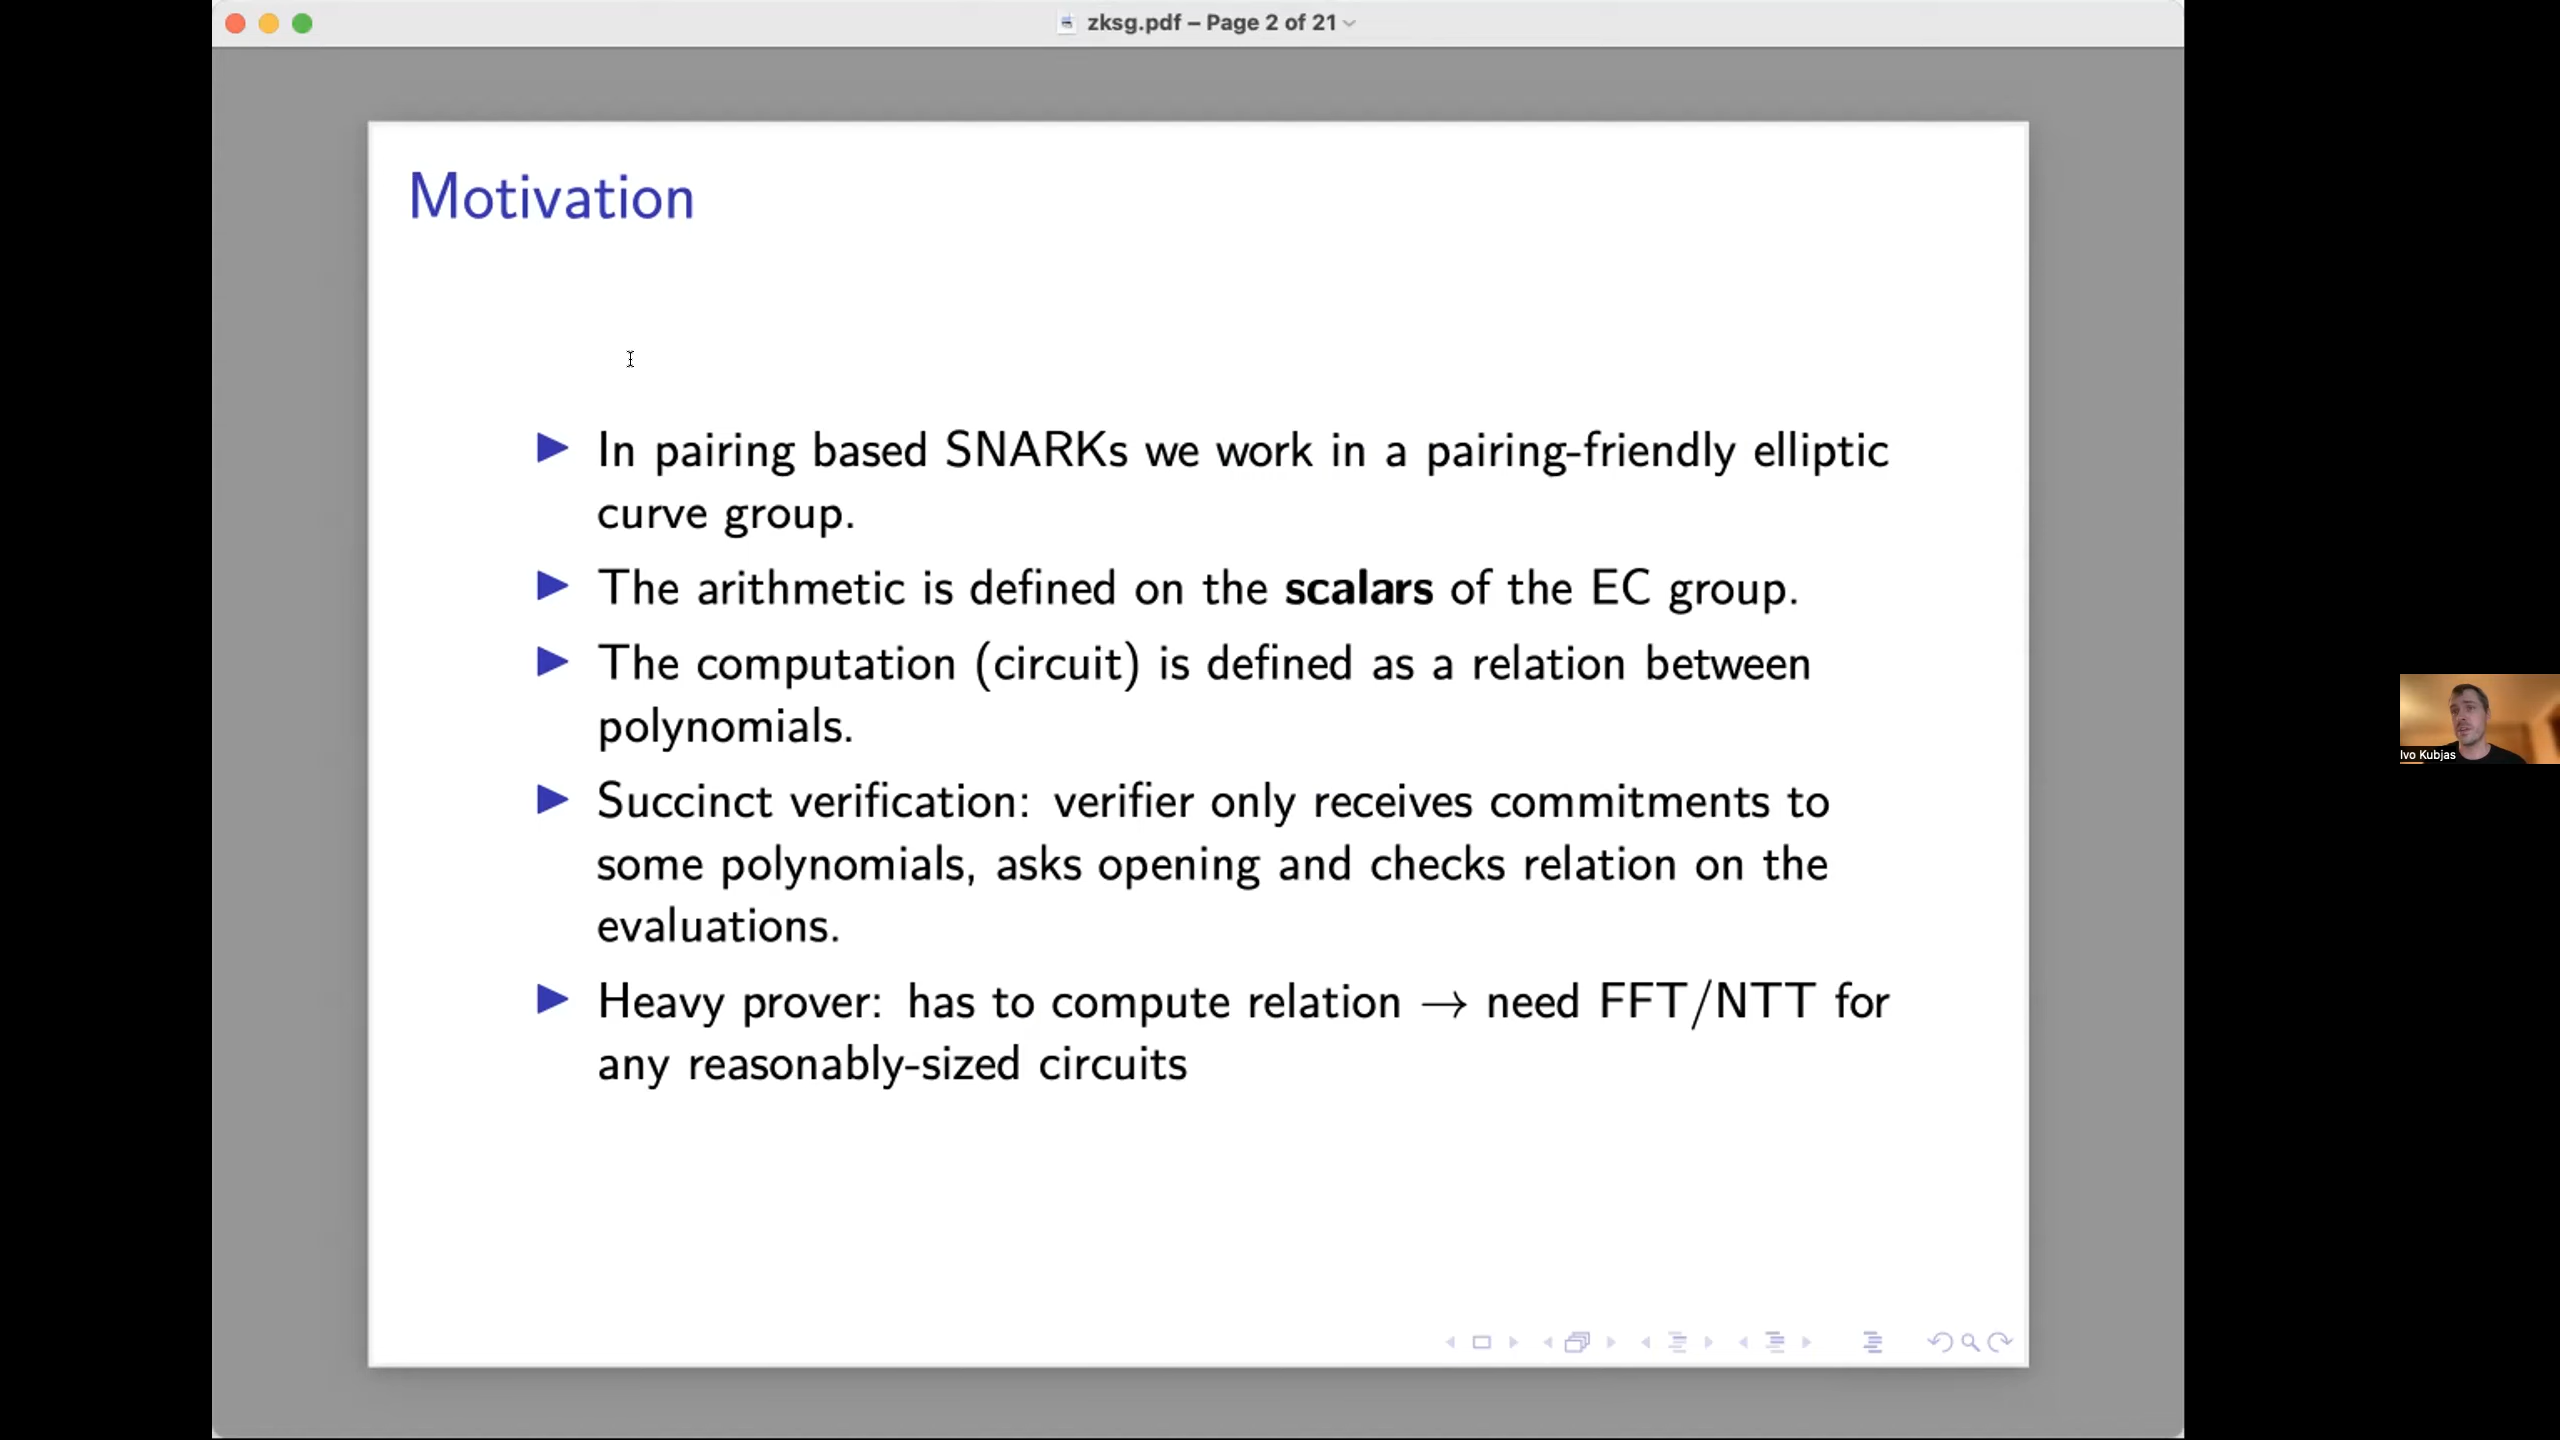 zksg.pdf – Page 2 of 21
Motivation
In pairing based SNARKs we work in a pairing-friendly elliptic
curve group.
The arithmetic is defined on the scalars of the EC group.
The computation (circuit) is defined as a relation between
polynomials.
Succinct verification: verifier only receives commitments to
some polynomials, asks opening and checks relation on the
evaluations.
Heavy prover: has to compute relation → need FFT/NTT for
any reasonably-sized circuits
Ivo Kubjas